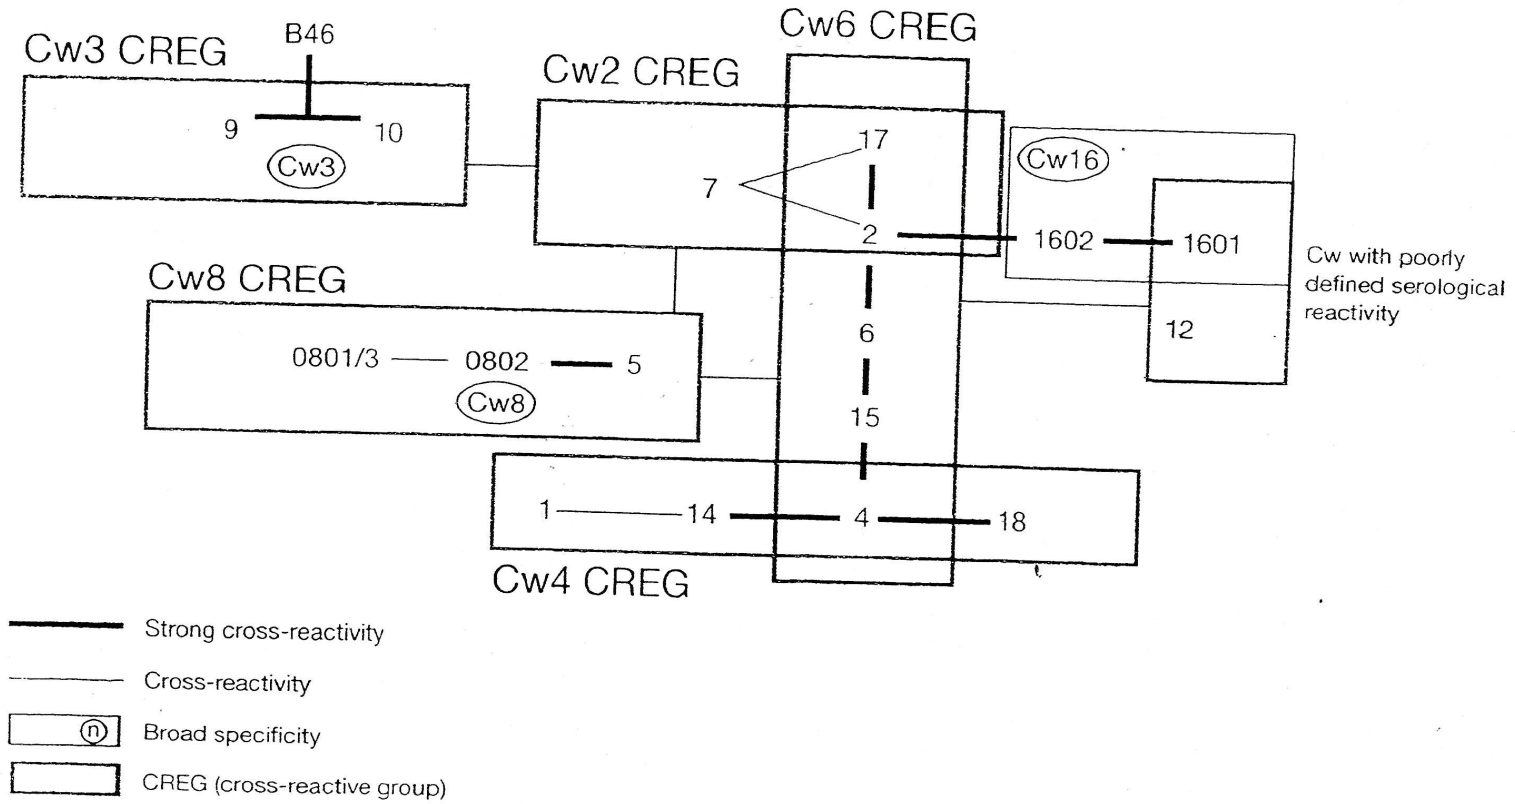 Cw3 CREG
B46
9
10
Cw3
Cw2 CREG
Cw6 CREG
17
7
2
Cw16
1602
1601
12
Cw with poorly
defined serological
reactivity
Cw8 CREG
0801/3
0802
5
Cw8
6
15
1
14
4
18
Cw4 CREG
Strong cross-reactivity
Cross-reactivity
n
Broad specificity
CREG (cross-reactive group)